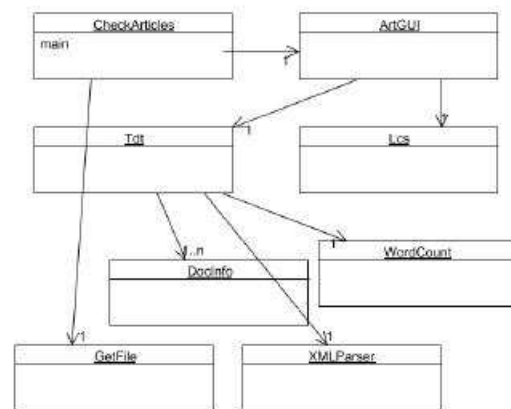 CheckArticles
ArtGUI
main
1
Tdt
1
Lcs
1..n
1
WordCount
DocInfo
1
1
GetFile
XMLParser